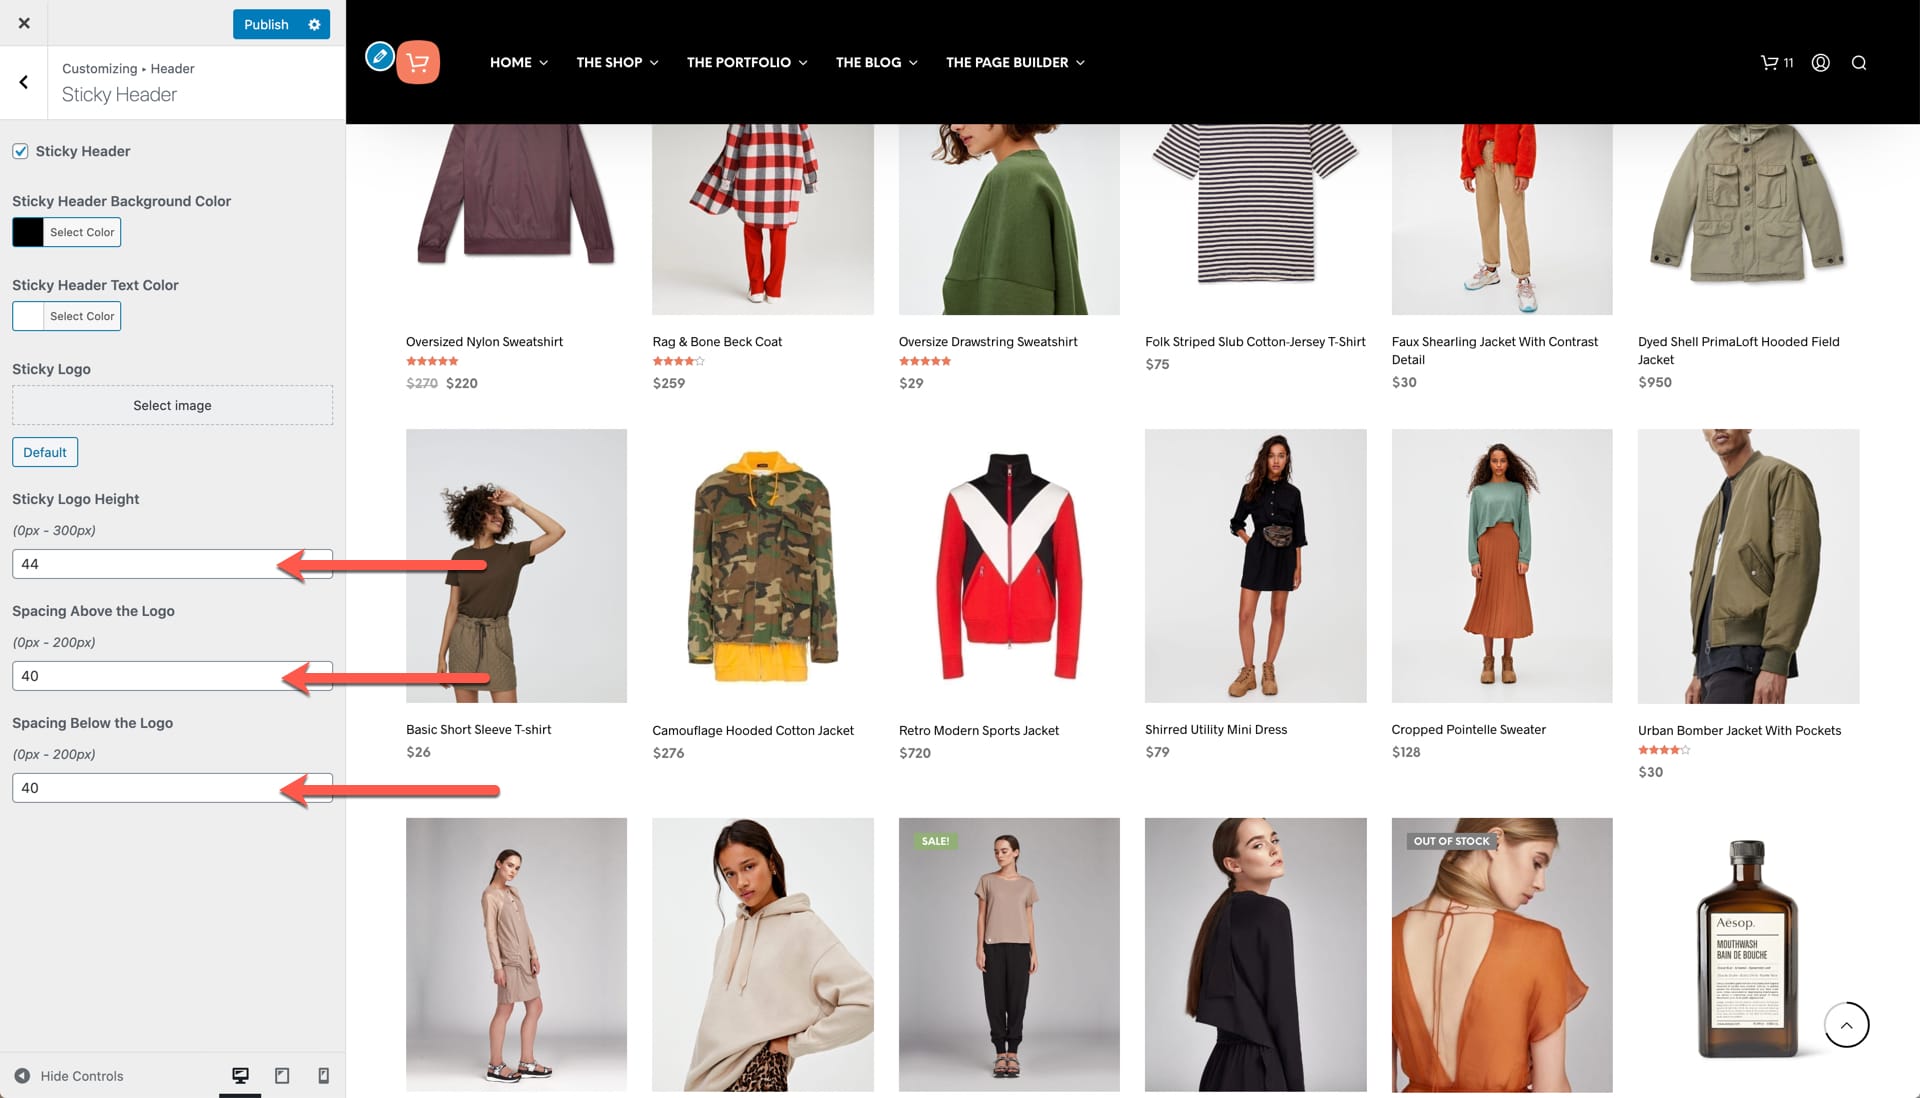 Publish
Customizing ▸ Header
Sticky Header
Sticky Header
Sticky Header Background Color
Select Color
Sticky Header Text Color
Select Color
Sticky Logo
Select image
Default
Sticky Logo Height
(0px - 300px)
44
Spacing Above the Logo
(0px - 200px)
40
Spacing Below the Logo
(0px - 200px)
40
Hide Controls
HOME THE SHOP THE PORTFOLIO THE BLOG THE PAGE BUILDER
11
Oversized Nylon Sweatshirt
$270 $220
Rag & Bone Beck Coat
$259
Oversize Drawstring Sweatshirt
$29
Folk Striped Slub Cotton-Jersey T-Shirt
$75
Faux Shearling Jacket With Contrast
Detail
$30
Dyed Shell PrimaLoft Hooded Field
Jacket
$950
Basic Short Sleeve T-shirt
$26
Camouflage Hooded Cotton Jacket
$276
Retro Modern Sports Jacket
$720
Shirred Utility Mini Dress
$79
Cropped Pointelle Sweater
$128
Urban Bomber Jacket With Pockets
$30
SALE!
OUT OF STOCK
Aēsop.
MOUTHWASH
BAIN DE BOUCHE